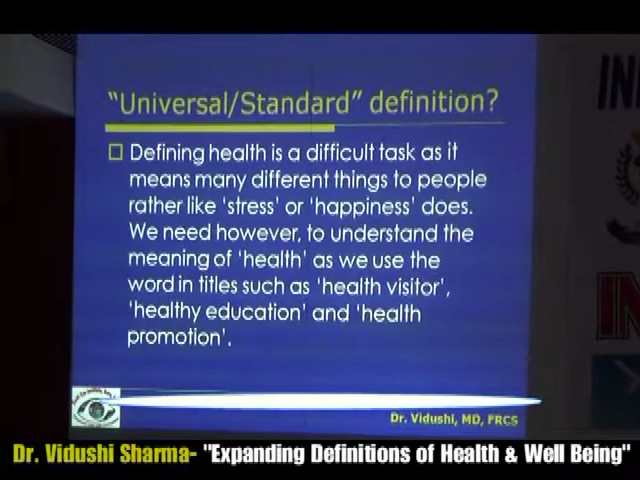 "Universal/Standard" definition?
Defining health is a difficult task as it
means many different things to people
rather like 'stress' or 'happiness' does.
We need however, to understand the
meaning of 'health' as we use the
word in titles such as 'health visitor',
'healthy education' and 'health
promotion'.
Dr. Vidushi, MD, FRCS
Dr. Vidushi Sharma- "Expanding Definitions of Health & Well Being"